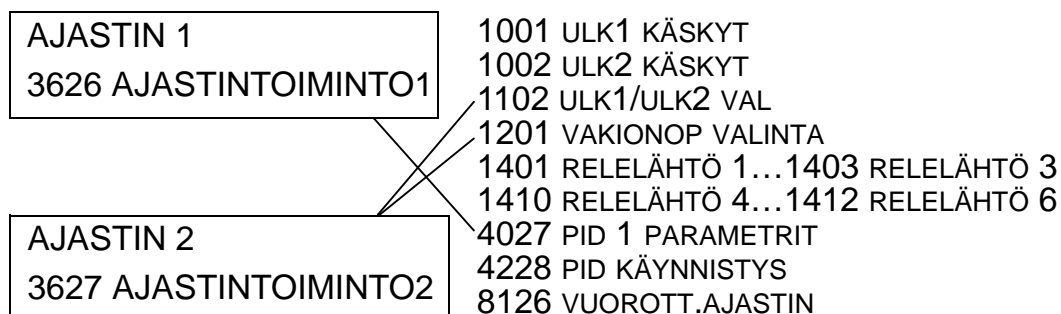 AJASTIN 1
3626 AJASTINTOIMINTO1
AJASTIN 2
3627 AJASTINTOIMINTO2
1001 ULK1 KÄSKYT
1002 ULK2 KÄSKYT
1102 ULK1/ULK2 VAL
1201 VAKIONOP VALINTA
1401 RELELÄHTÖ 1…1403 RELELÄHTÖ 3
1410 RELELÄHTÖ 4…1412 RELELÄHTÖ 6
4027 PID 1 PARAMETRIT
4228 PID KÄYNNISTYS
8126 VUOROTT.AJASTIN